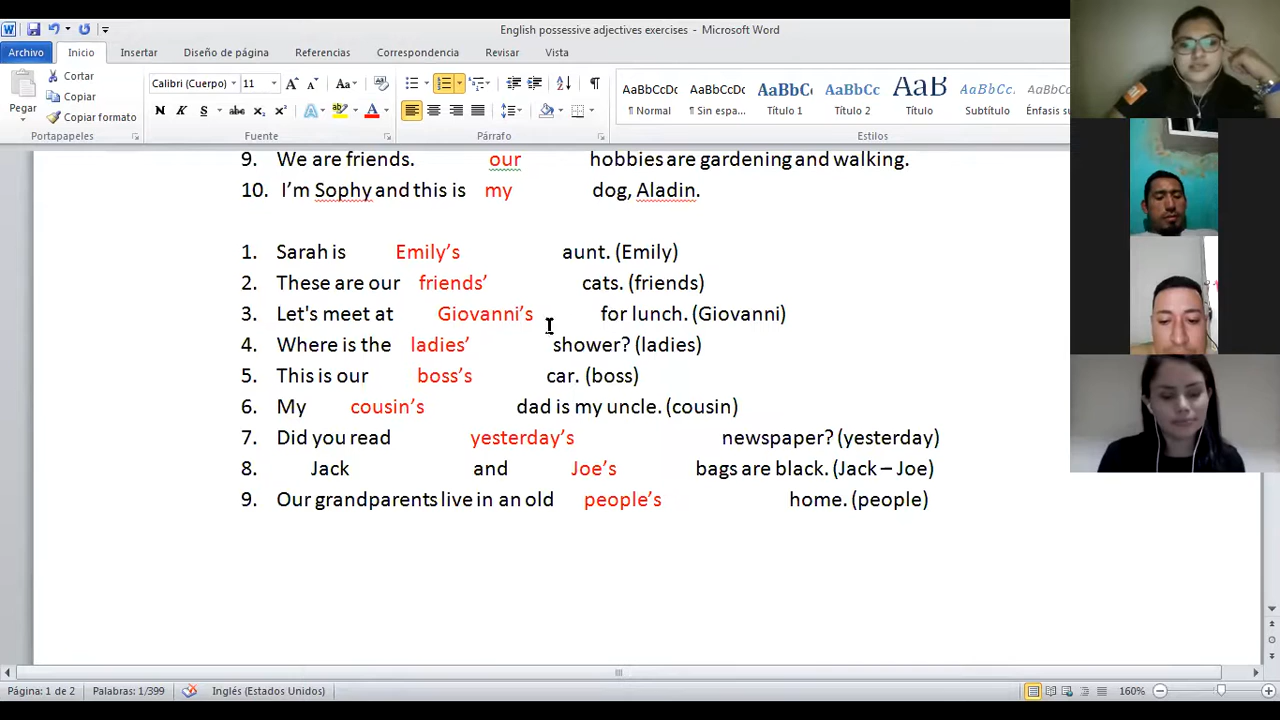 English possessive adjectives exercises - Microsoft Word
Archivo Inicio Insertar Diseño de página Referencias Correspondencia Revisar Vista
Pegar
Cortar
Copiar
Copiar formato
Portapapeles
Calibri (Cuerpo) 11
Fuente
Párrafo
AaBbCcDc AaBbCcDc AaBbCc AaBbCc AaB AaBbCc.
¶ Normal ¶ Sin espa... Título 1 Título 2 Título Subtítulo Énfasis su
Estilos
9. We are friends. our hobbies are gardening and walking.
10. I’m Sophy and this is my dog, Aladin.
1. Sarah is Emily’s aunt. (Emily)
2. These are our friends’ cats. (friends)
3. Let's meet at Giovanni’s for lunch. (Giovanni)
4. Where is the ladies’ shower? (ladies)
5. This is our boss’s car. (boss)
6. My cousin’s dad is my uncle. (cousin)
7. Did you read yesterday’s newspaper? (yesterday)
8. Jack and Joe’s bags are black. (Jack – Joe)
9. Our grandparents live in an old people’s home. (people)
Página: 1 de 2 Palabras: 1/399 Inglés (Estados Unidos) 160%